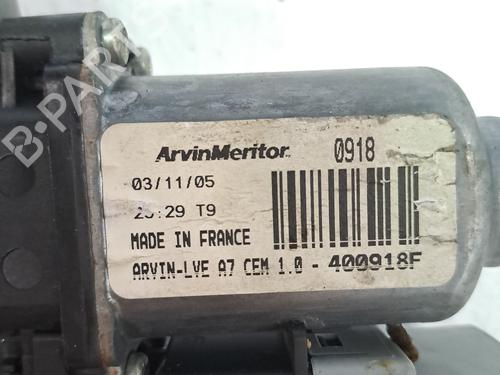 B-PARTS
ArvinMeritor 0918
03/11/05
:29 T9
MADE IN FRANCE
ARVIN-LVE A7 CEM 1.0 - 400918F